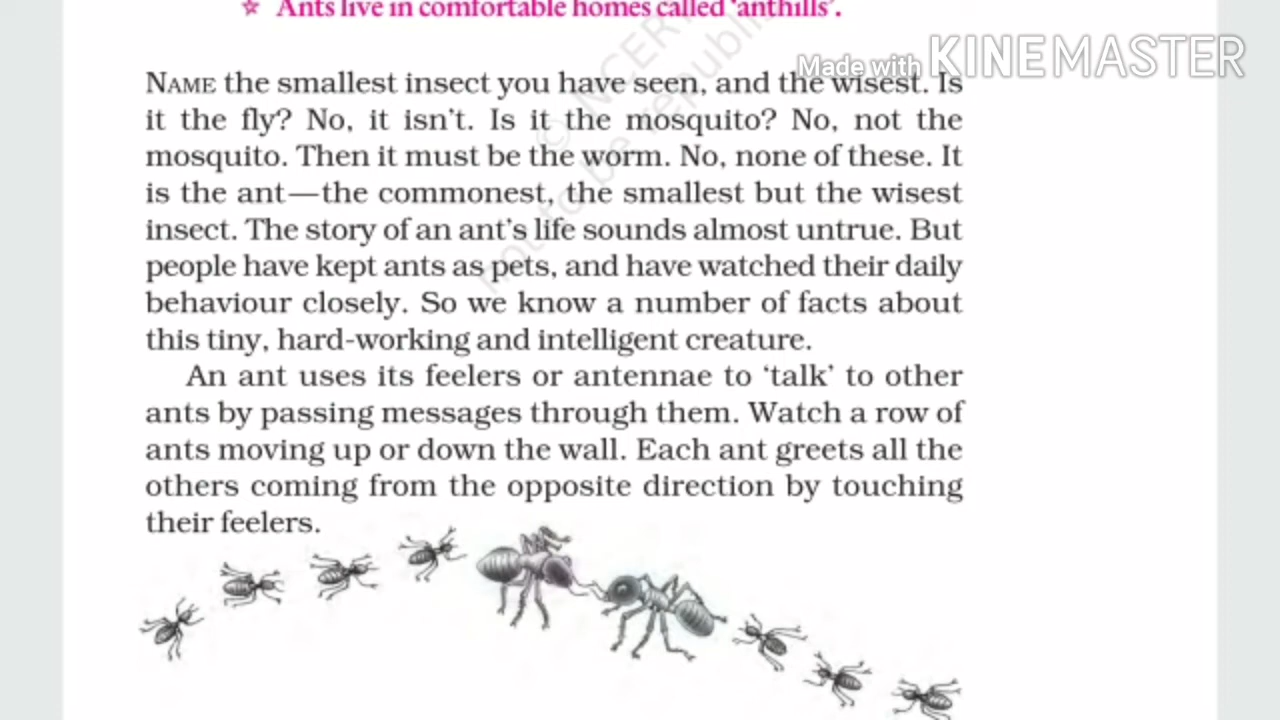 ☆ Ants live in comfortable homes called ‘anthills’.
Made with KINEMASTER
NAME the smallest insect you have seen, and the wisest. Is
it the fly? No, it isn’t. Is it the mosquito? No, not the
mosquito. Then it must be the worm. No, none of these. It
is the ant—the commonest, the smallest but the wisest
insect. The story of an ant’s life sounds almost untrue. But
people have kept ants as pets, and have watched their daily
behaviour closely. So we know a number of facts about
this tiny, hard-working and intelligent creature.
An ant uses its feelers or antennae to ‘talk’ to other
ants by passing messages through them. Watch a row of
ants moving up or down the wall. Each ant greets all the
others coming from the opposite direction by touching
their feelers.
© NCERT
not to be republi